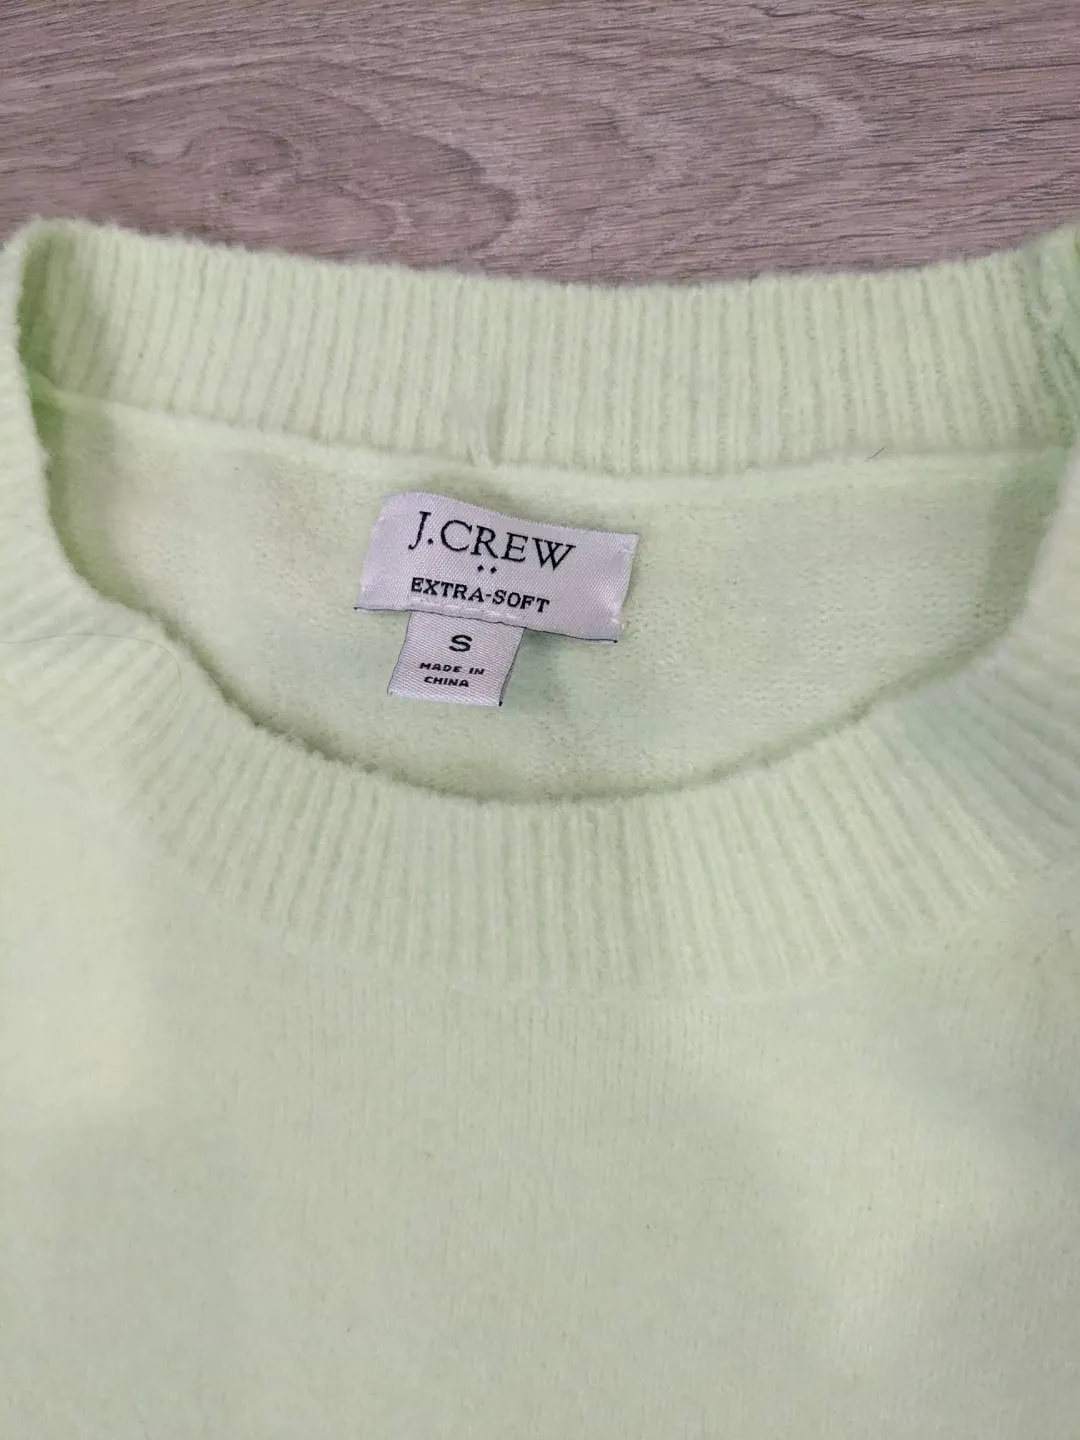 J.CREW
EXTRA-SOFT
S
MADE IN
CHINA